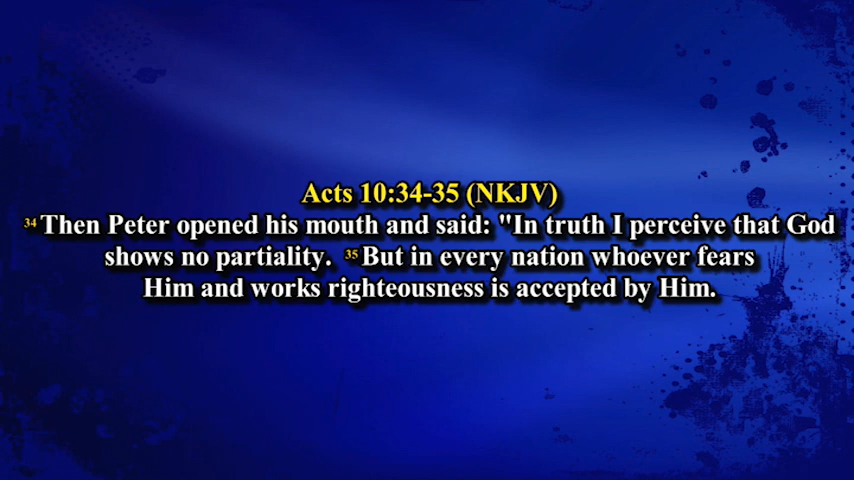 Acts 10:34-35 (NKJV)
34 Then Peter opened his mouth and said: "In truth I perceive that God
shows no partiality. 35 But in every nation whoever fears
Him and works righteousness is accepted by Him.